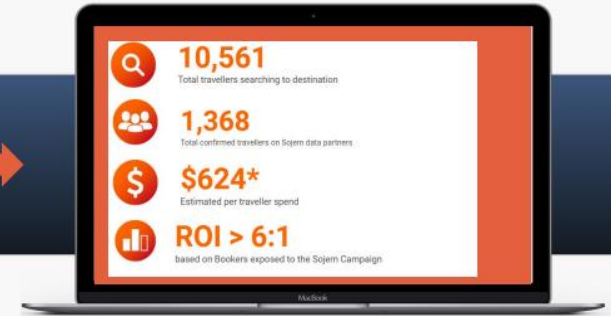 10,561
Total travellers searching to destination
1,368
Total confirmed travellers on Sojern data partners
$624*
Estimated per traveller spend
ROI > 6:1
based on Bookers exposed to the Sojern Campaign
MacBook